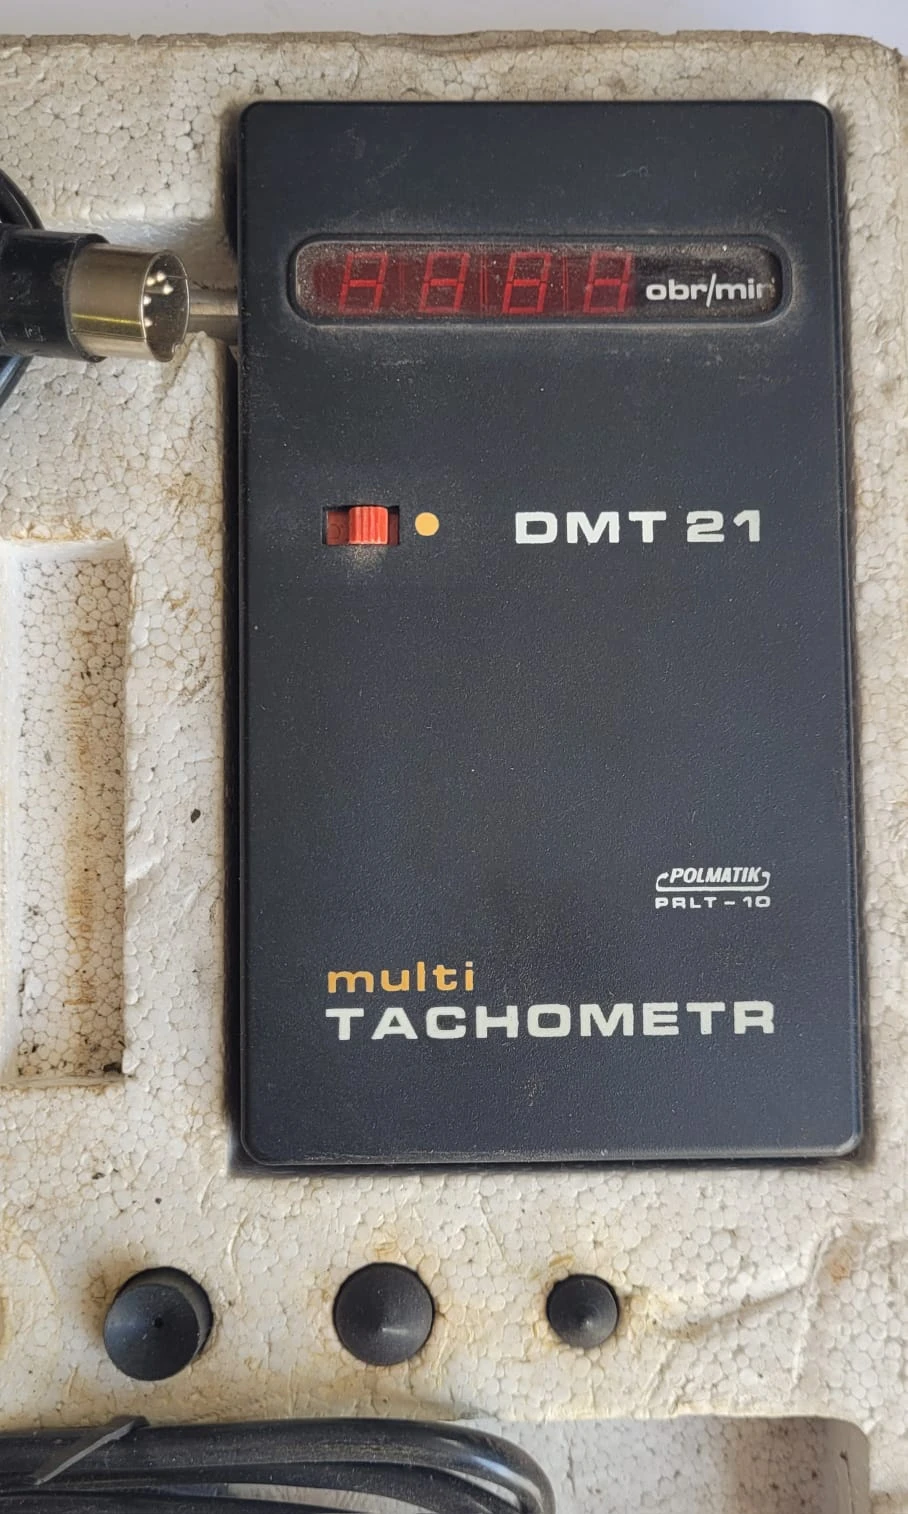 obr/min
DMT 21
POLMATIK
PRLT-10
multi
TACHOMETR